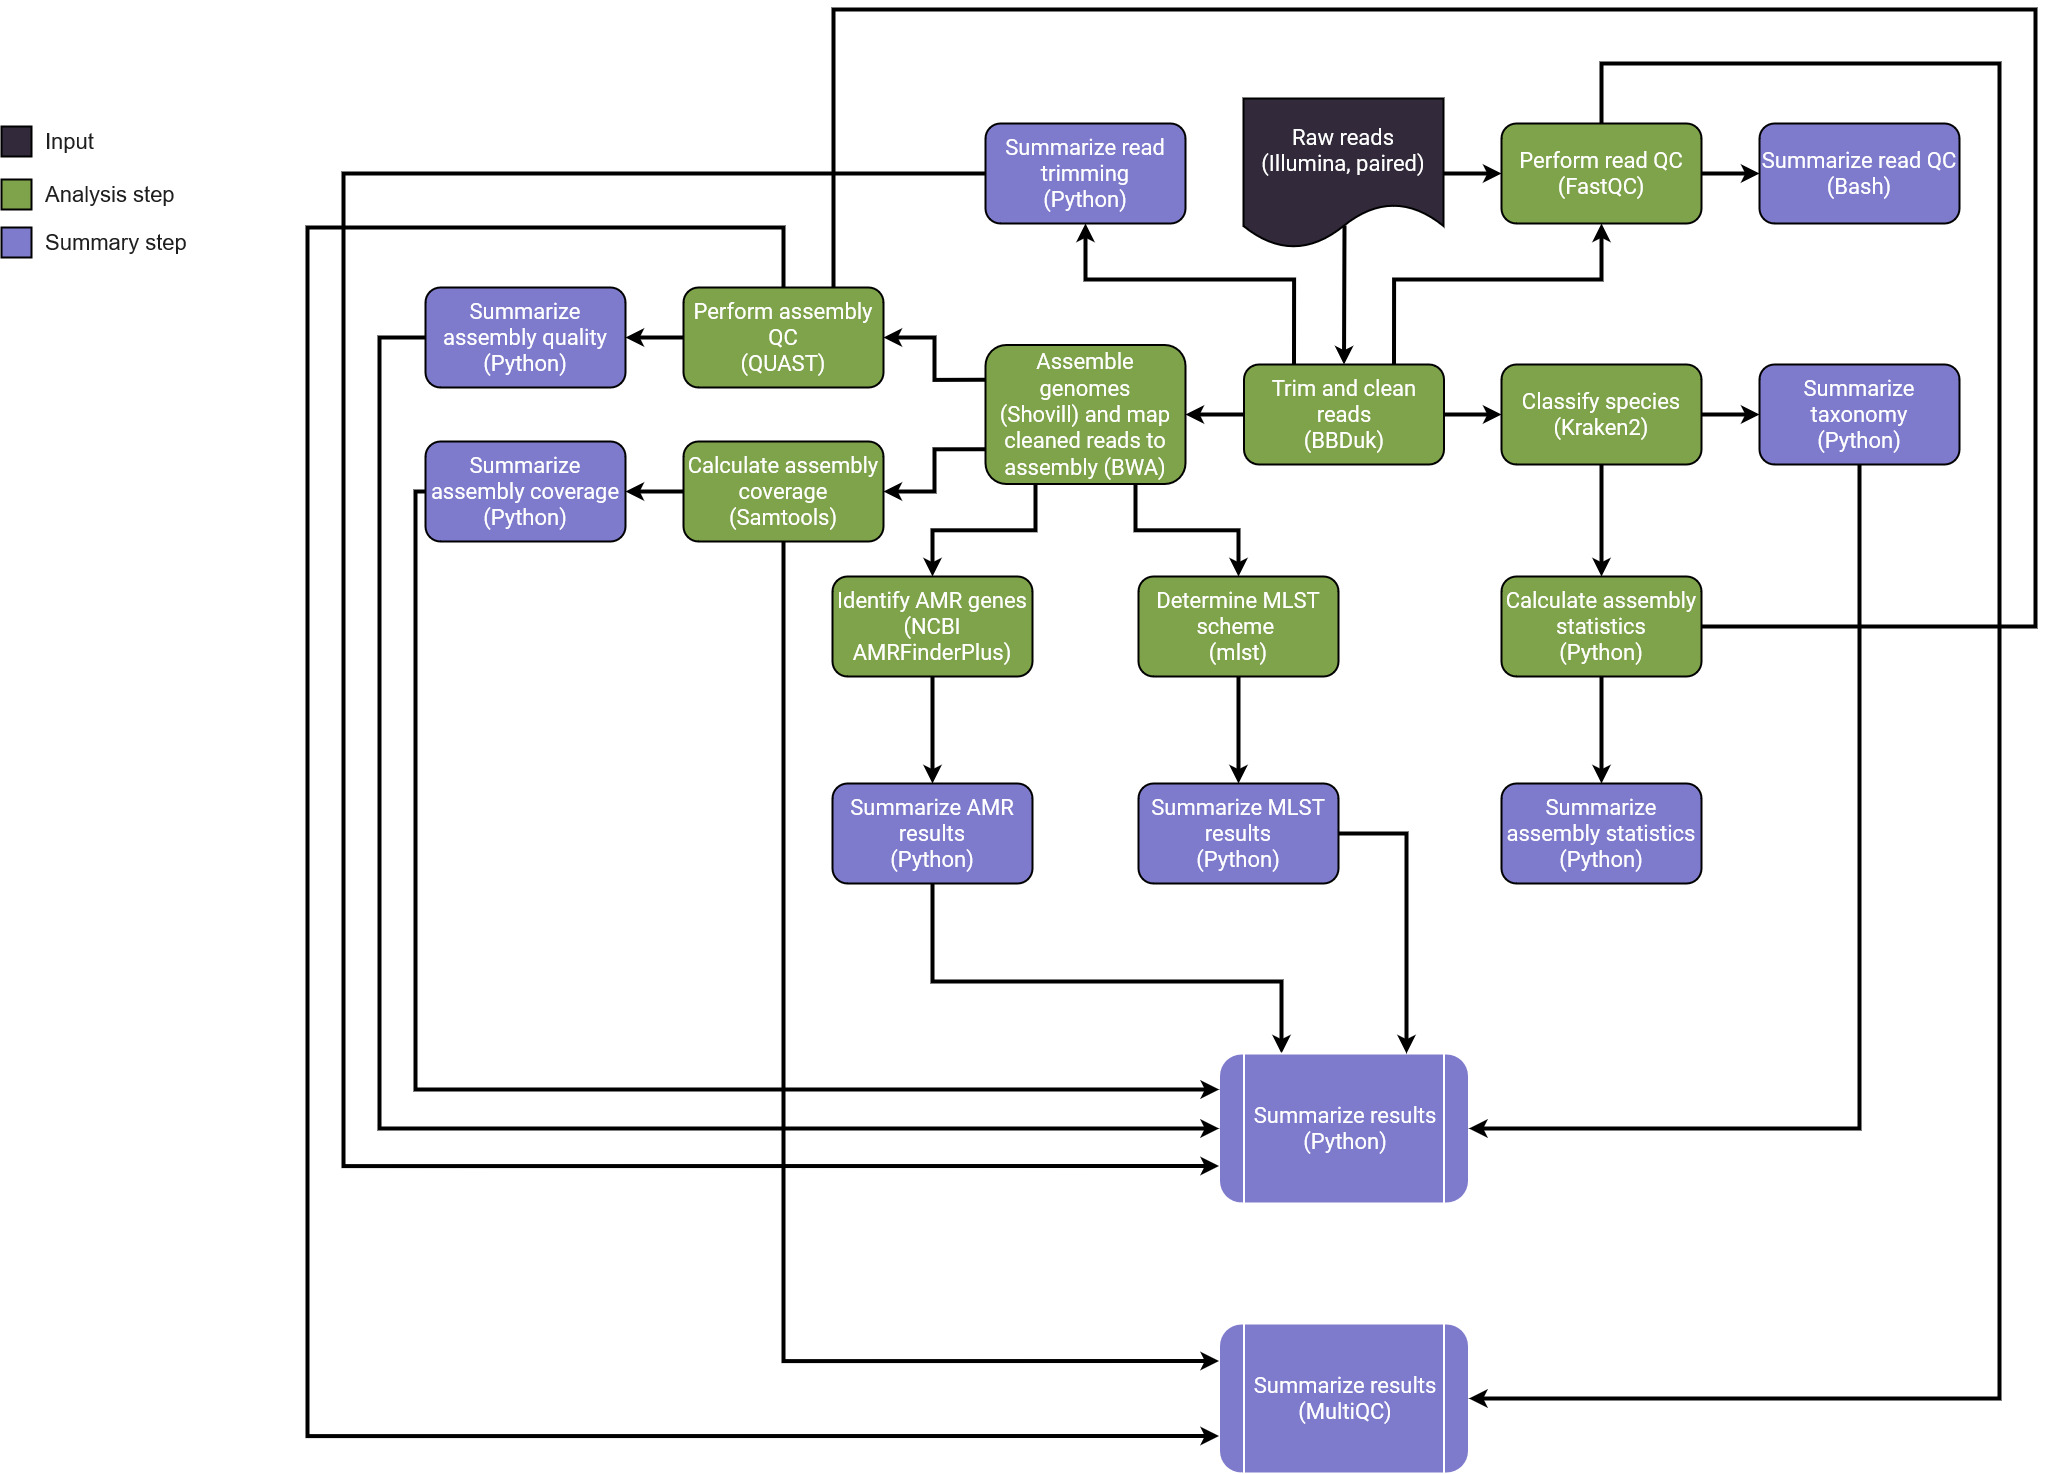 Input
Analysis step
Summary step
Summarize read
trimming
(Python)
Raw reads
(Illumina, paired)
Perform read QC
(FastQC)
Summarize read QC
(Bash)
Summarize
assembly quality
(Python)
Perform assembly
QC
(QUAST)
Assemble
genomes
(Shovill) and map
cleaned reads to
assembly (BWA)
Trim and clean
reads
(BBDuk)
Classify species
(Kraken2)
Summarize
taxonomy
(Python)
Summarize
assembly coverage
(Python)
Calculate assembly
coverage
(Samtools)
Identify AMR genes
(NCBI
AMRFinderPlus)
Determine MLST
scheme
(mlst)
Calculate assembly
statistics
(Python)
Summarize AMR
results
(Python)
Summarize MLST
results
(Python)
Summarize
assembly statistics
(Python)
Summarize results
(Python)
Summarize results
(MultiQC)